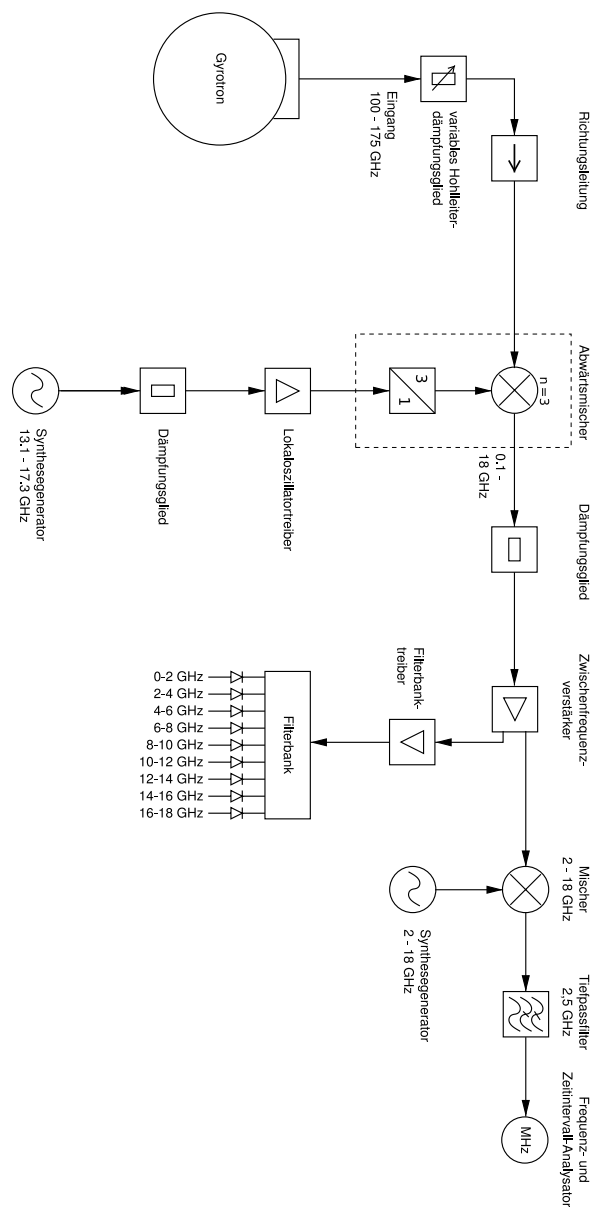 Gyrotron
Eingang
100 - 175 GHz
variables Hohlleiter-
dämpfungsglied
Richtungsleitung
Abwärtsmischer
n = 3
3
1
0.1 -
18 GHz
Synthesegenerator
13.1 - 17.3 GHz
Dämpfungsglied
Lokaloszillatortreiber
Dämpfungsglied
Zwischenfrequenz-
verstärker
Filterbank-
treiber
Filterbank
0-2 GHz
2-4 GHz
4-6 GHz
6-8 GHz
8-10 GHz
10-12 GHz
12-14 GHz
14-16 GHz
16-18 GHz
Mischer
2 - 18 GHz
Synthesegenerator
2 - 18 GHz
Tiefpassfilter
2,5 GHz
Frequenz- und
Zeitintervall-Analysator
MHz